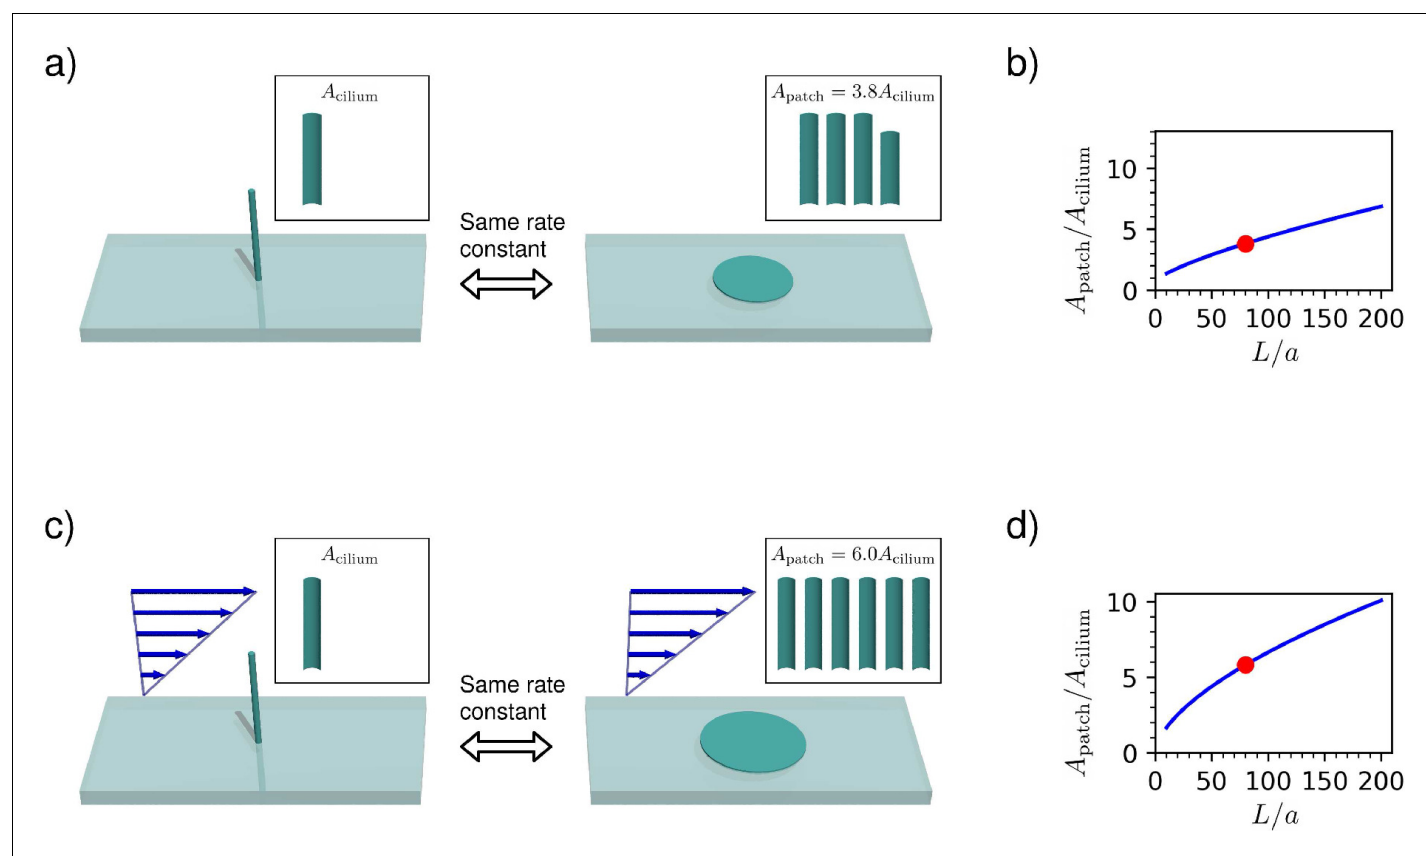 a)
A_cilium
A_patch = 3.8A_cilium
Same rate
constant
b)
A_patch/A_cilium
10
5
0
0 50 100 150 200
L/a
c)
A_cilium
A_patch = 6.0A_cilium
Same rate
constant
d)
A_patch/A_cilium
10
5
0
0 50 100 150 200
L/a